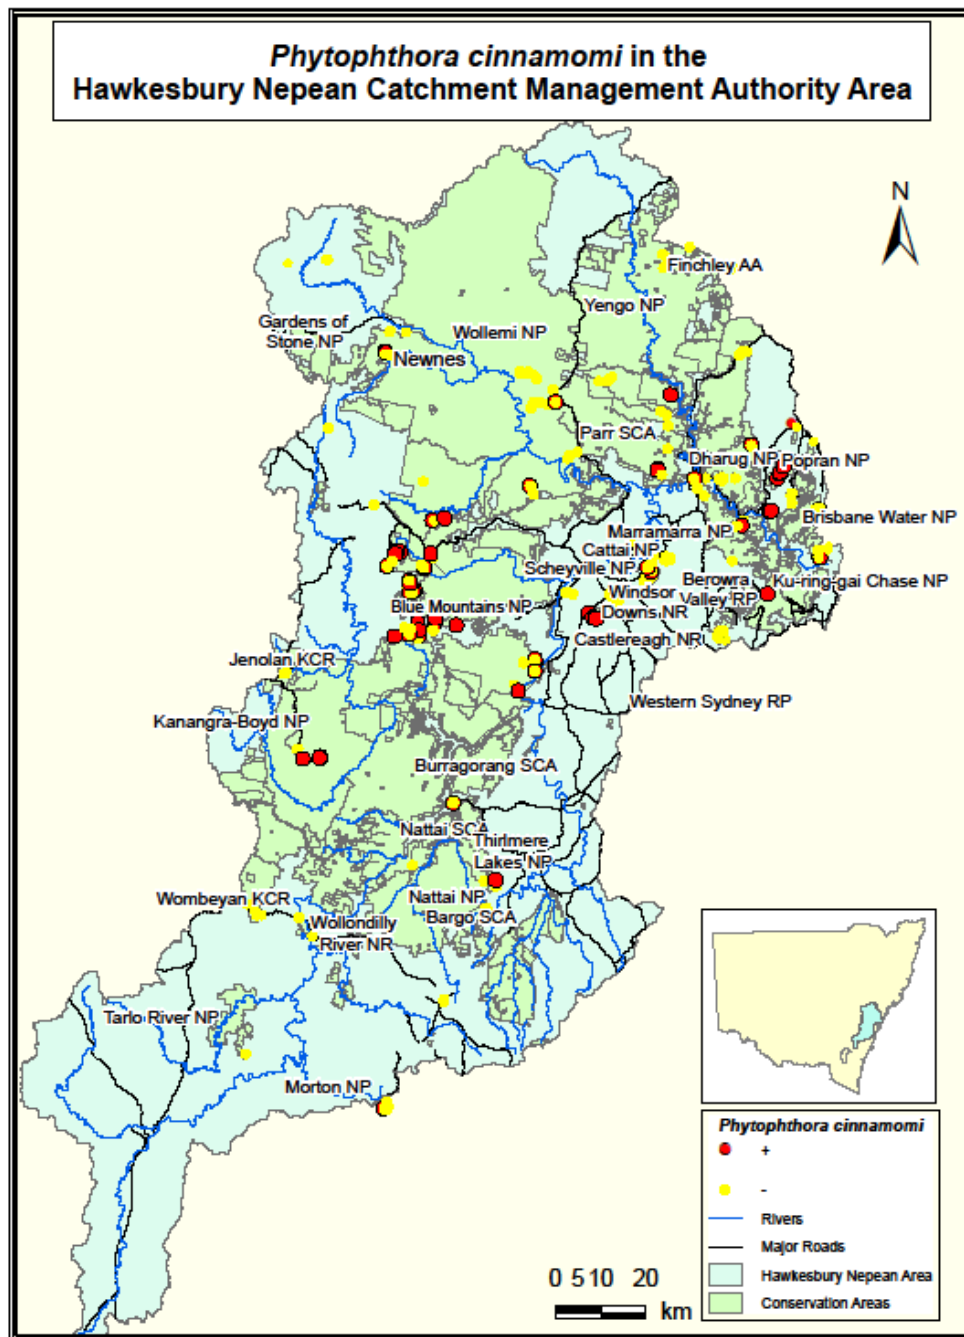 Phytophthora cinnamomi in the
Hawkesbury Nepean Catchment Management Authority Area
N
Finchley AA
Yengo NP
Gardens of
Stone NP
Wollemi NP
Newnes
Parr SCA
Dharug NP
Popran NP
Brisbane Water NP
Marramarra NP
Cattai NP
Scheyville NP
Berowra
Valley RP
Ku-ring-gai Chase NP
Windsor
Downs NR
Blue Mountains NP
Castlereagh NR
Jenolan KCR
Western Sydney RP
Kanangra-Boyd NP
Burragorang SCA
Nattai SCA
Thirlmere
Lakes NP
Nattai NP
Bargo SCA
Wombeyan KCR
Wollondilly
River NR
Tarlo River NP
Morton NP
Phytophthora cinnamomi
+
-
Rivers
Major Roads
Hawkesbury Nepean Area
Conservation Areas
0 5 10 20
km